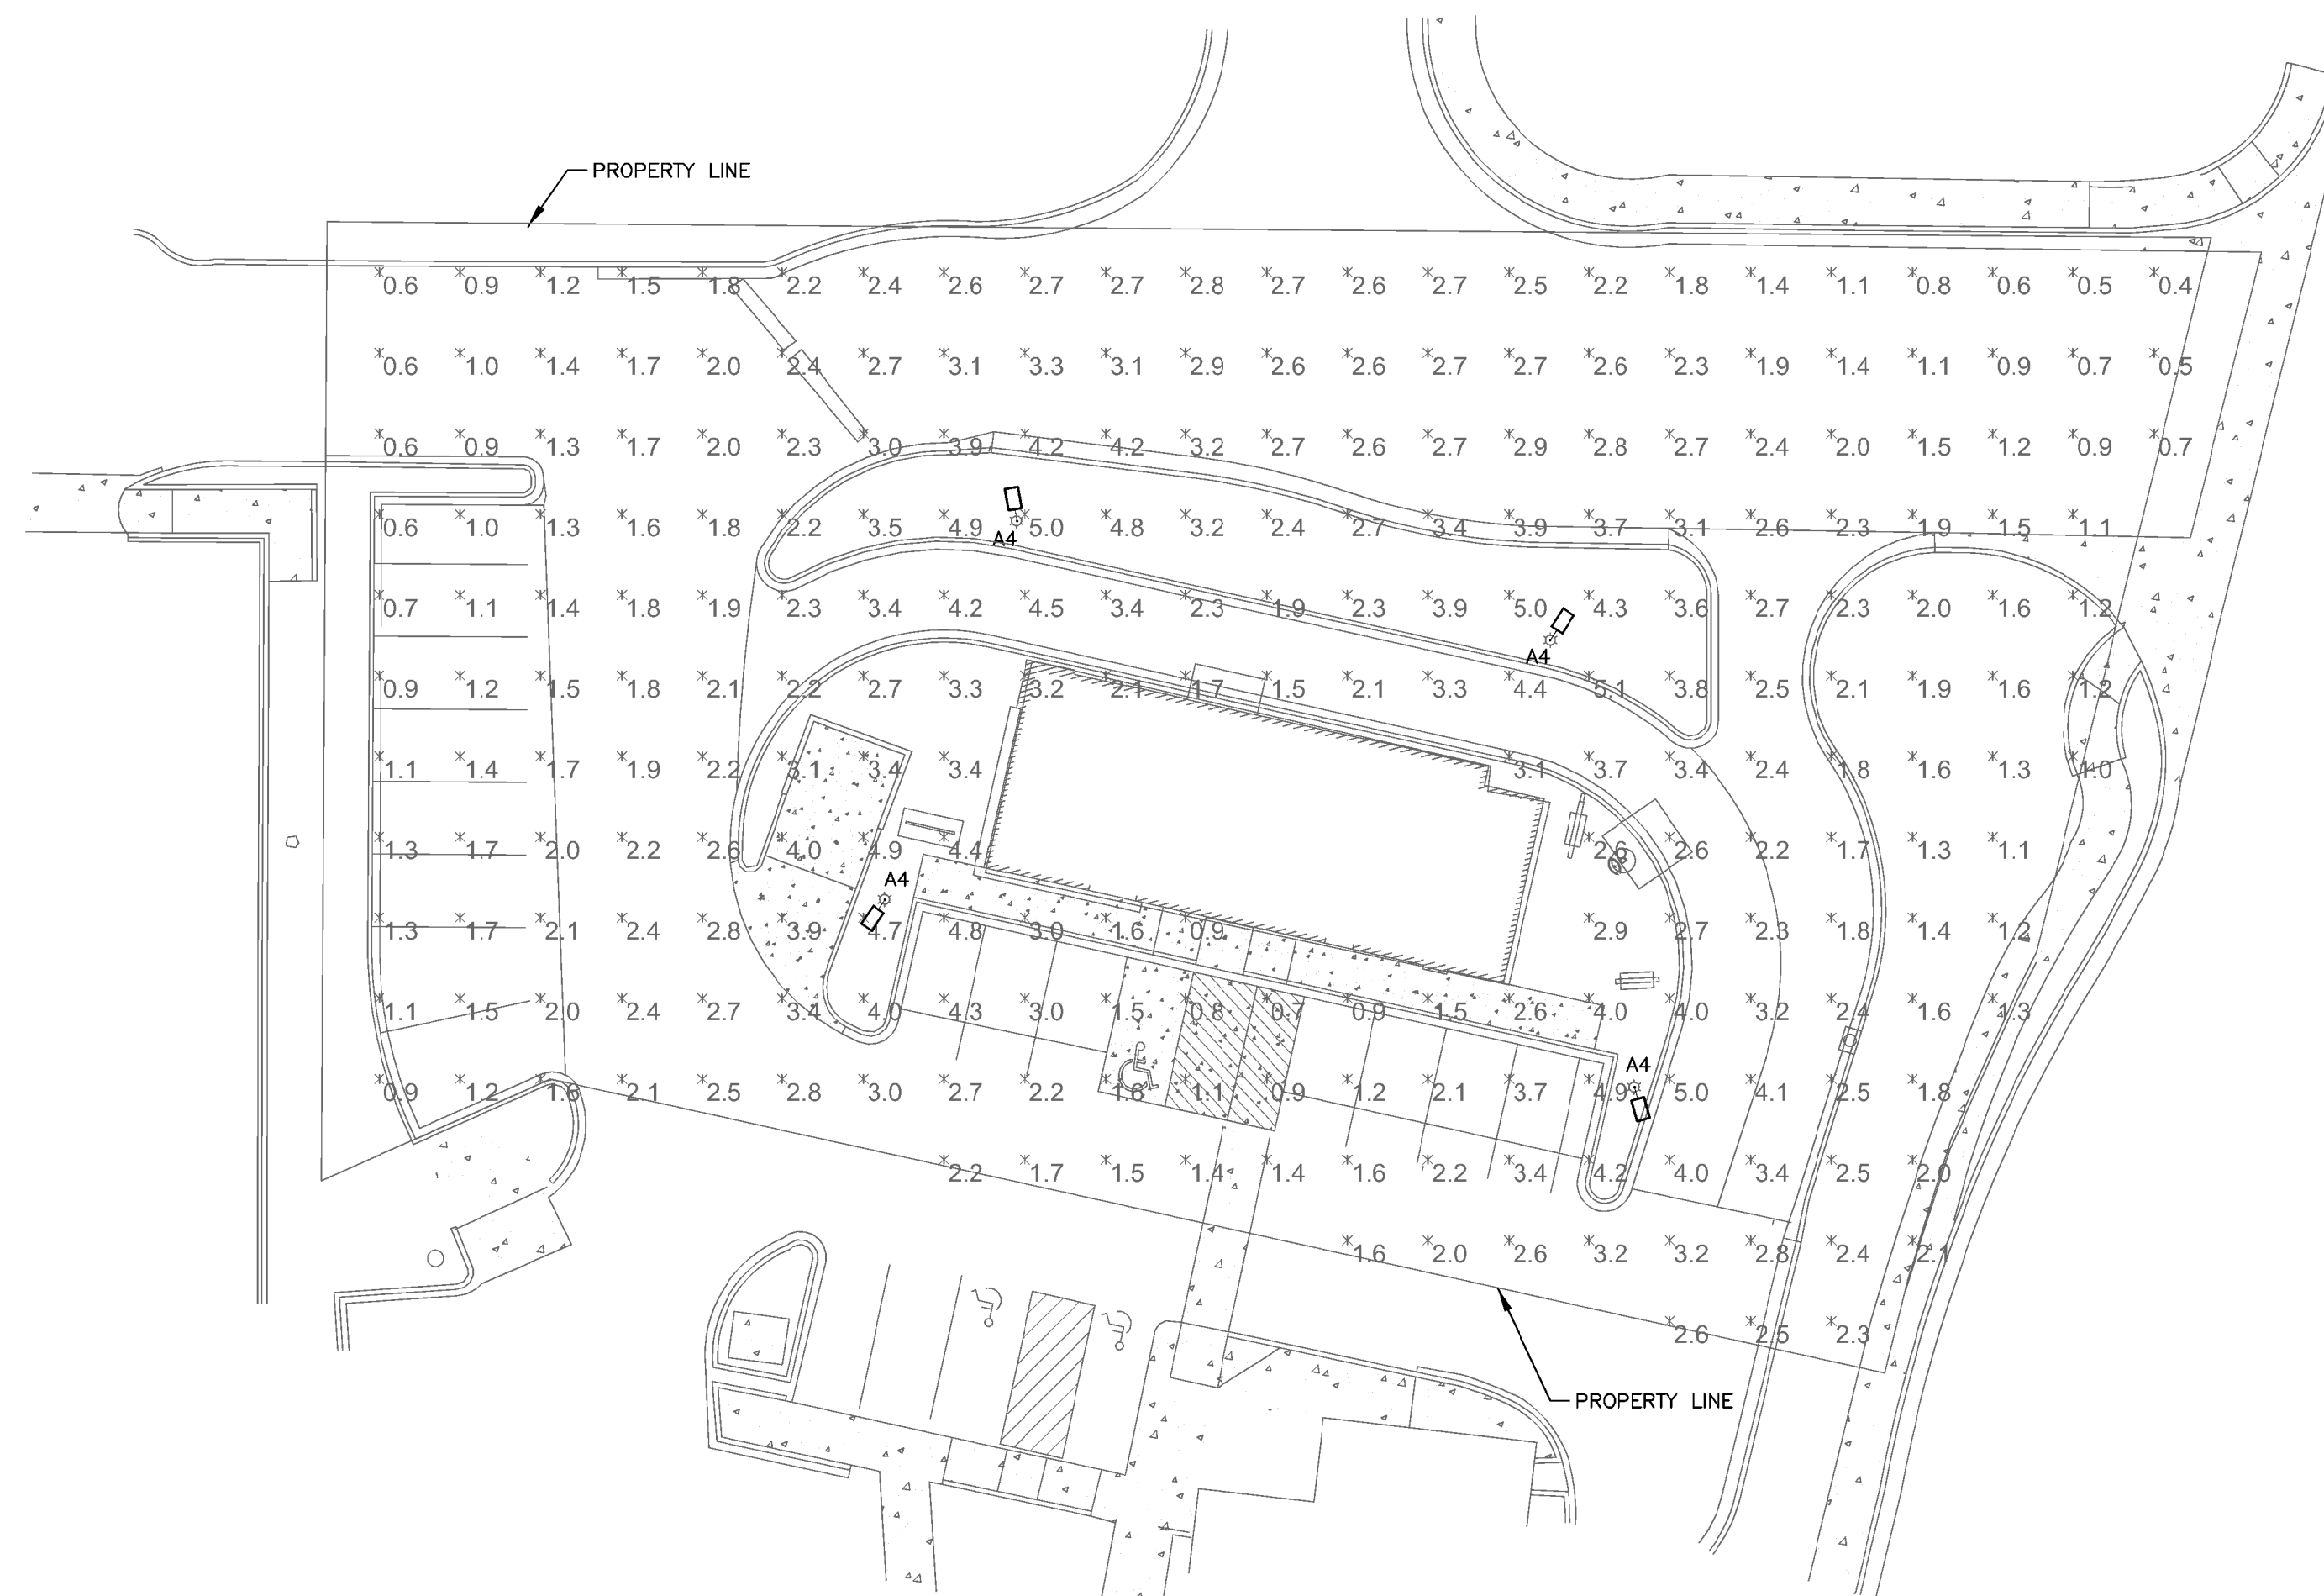 PROPERTY LINE
0.6 0.9 1.2 1.5 1.8 2.2 2.4 2.6 2.7 2.7 2.8 2.7 2.6 2.7 2.5 2.2 1.8 1.4 1.1 0.8 0.6 0.5 0.4
0.6 1.0 1.4 1.7 2.0 2.4 2.7 3.1 3.3 3.1 2.9 2.6 2.6 2.7 2.7 2.6 2.3 1.9 1.4 1.1 0.9 0.7 0.5
0.6 0.9 1.3 1.7 2.0 2.3 3.0 3.9 4.2 4.2 3.2 2.7 2.6 2.7 2.9 2.8 2.7 2.4 2.0 1.5 1.2 0.9 0.7
0.6 1.0 1.3 1.6 1.8 2.2 3.5 4.9 5.0 4.8 3.2 2.4 2.7 3.4 3.9 3.7 3.1 2.6 2.3 1.9 1.5 1.1
A4
0.7 1.1 1.4 1.8 1.9 2.3 3.4 4.2 4.5 3.4 2.3 1.9 2.3 3.9 5.0 4.3 3.6 2.7 2.3 2.0 1.6 1.2
A4
0.9 1.2 1.5 1.8 2.1 2.2 2.7 3.3 3.2 2.1 1.7 1.5 2.1 3.3 4.4 5.1 3.8 2.5 2.1 1.9 1.6 1.2
1.1 1.4 1.7 1.9 2.2 3.1 3.4 3.4 3.1 3.7 3.4 2.4 1.8 1.6 1.3 1.0
1.3 1.7 2.0 2.2 2.6 4.0 4.9 4.4 2.6 2.6 2.2 1.7 1.3 1.1
A4
1.3 1.7 2.1 2.4 2.8 3.9 4.7 4.8 3.0 1.6 0.9 2.9 2.7 2.3 1.8 1.4 1.2
1.1 1.5 2.0 2.4 2.7 3.4 4.0 4.3 3.0 1.5 0.8 0.7 0.9 1.5 2.6 4.0 4.0 3.2 2.4 1.6 1.3
A4
0.9 1.2 1.6 2.1 2.5 2.8 3.0 2.7 2.2 1.6 1.1 0.9 1.2 2.1 3.7 4.9 5.0 4.1 2.5 1.8
2.2 1.7 1.5 1.4 1.4 1.6 2.2 3.4 4.2 4.0 3.4 2.5 2.0
1.6 2.0 2.6 3.2 3.2 2.8 2.4 2.1
2.6 2.5 2.3
PROPERTY LINE